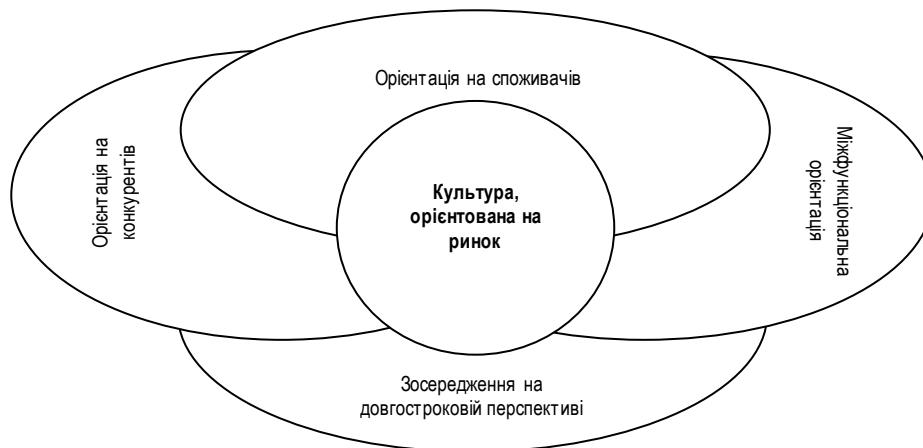 Орієнтація на споживачів
Орієнтація на
конкурентів
Культура,
орієнтована на
ринок
Міжфункціональна
орієнтація
Зосередження на
довгостроковій перспективі